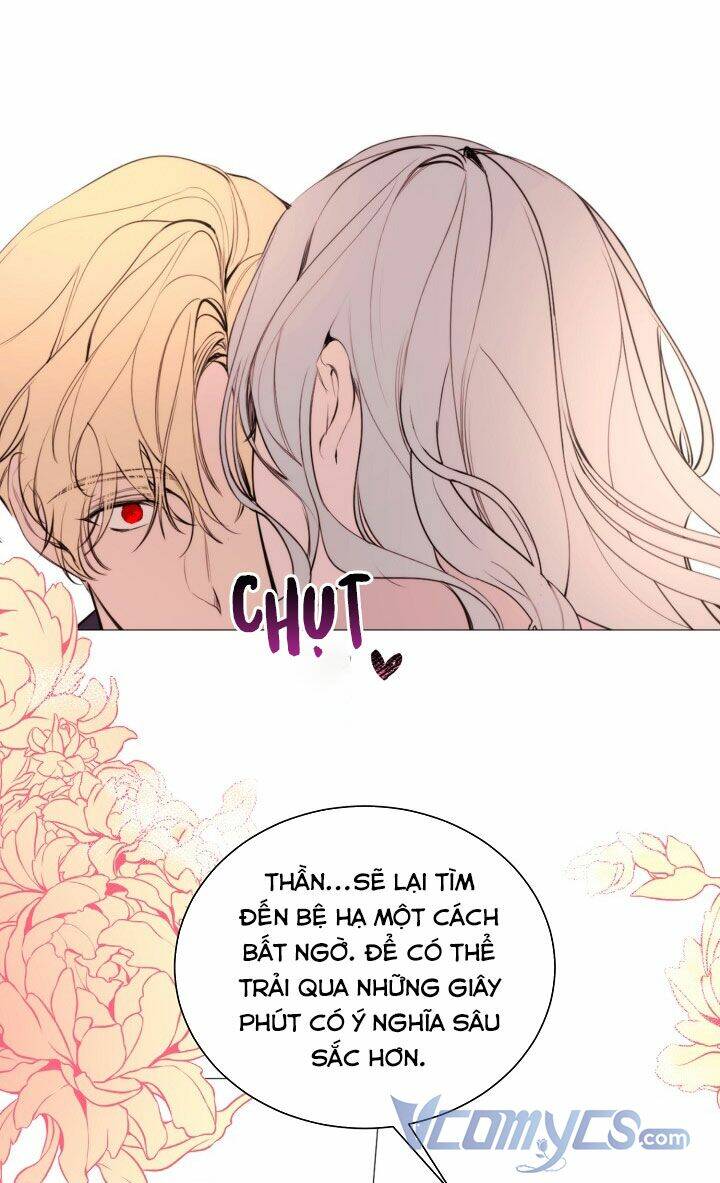 CHỤT
THẦN...SẼ LẠI TÌM
ĐẾN BỆ HẠ MỘT CÁCH
BẤT NGỜ. ĐỂ CÓ THỂ
TRẢI QUA NHỮNG GIÂY
PHÚT CÓ Ý NGHĨA SÂU
SẮC HƠN.
VCOMYCS.com